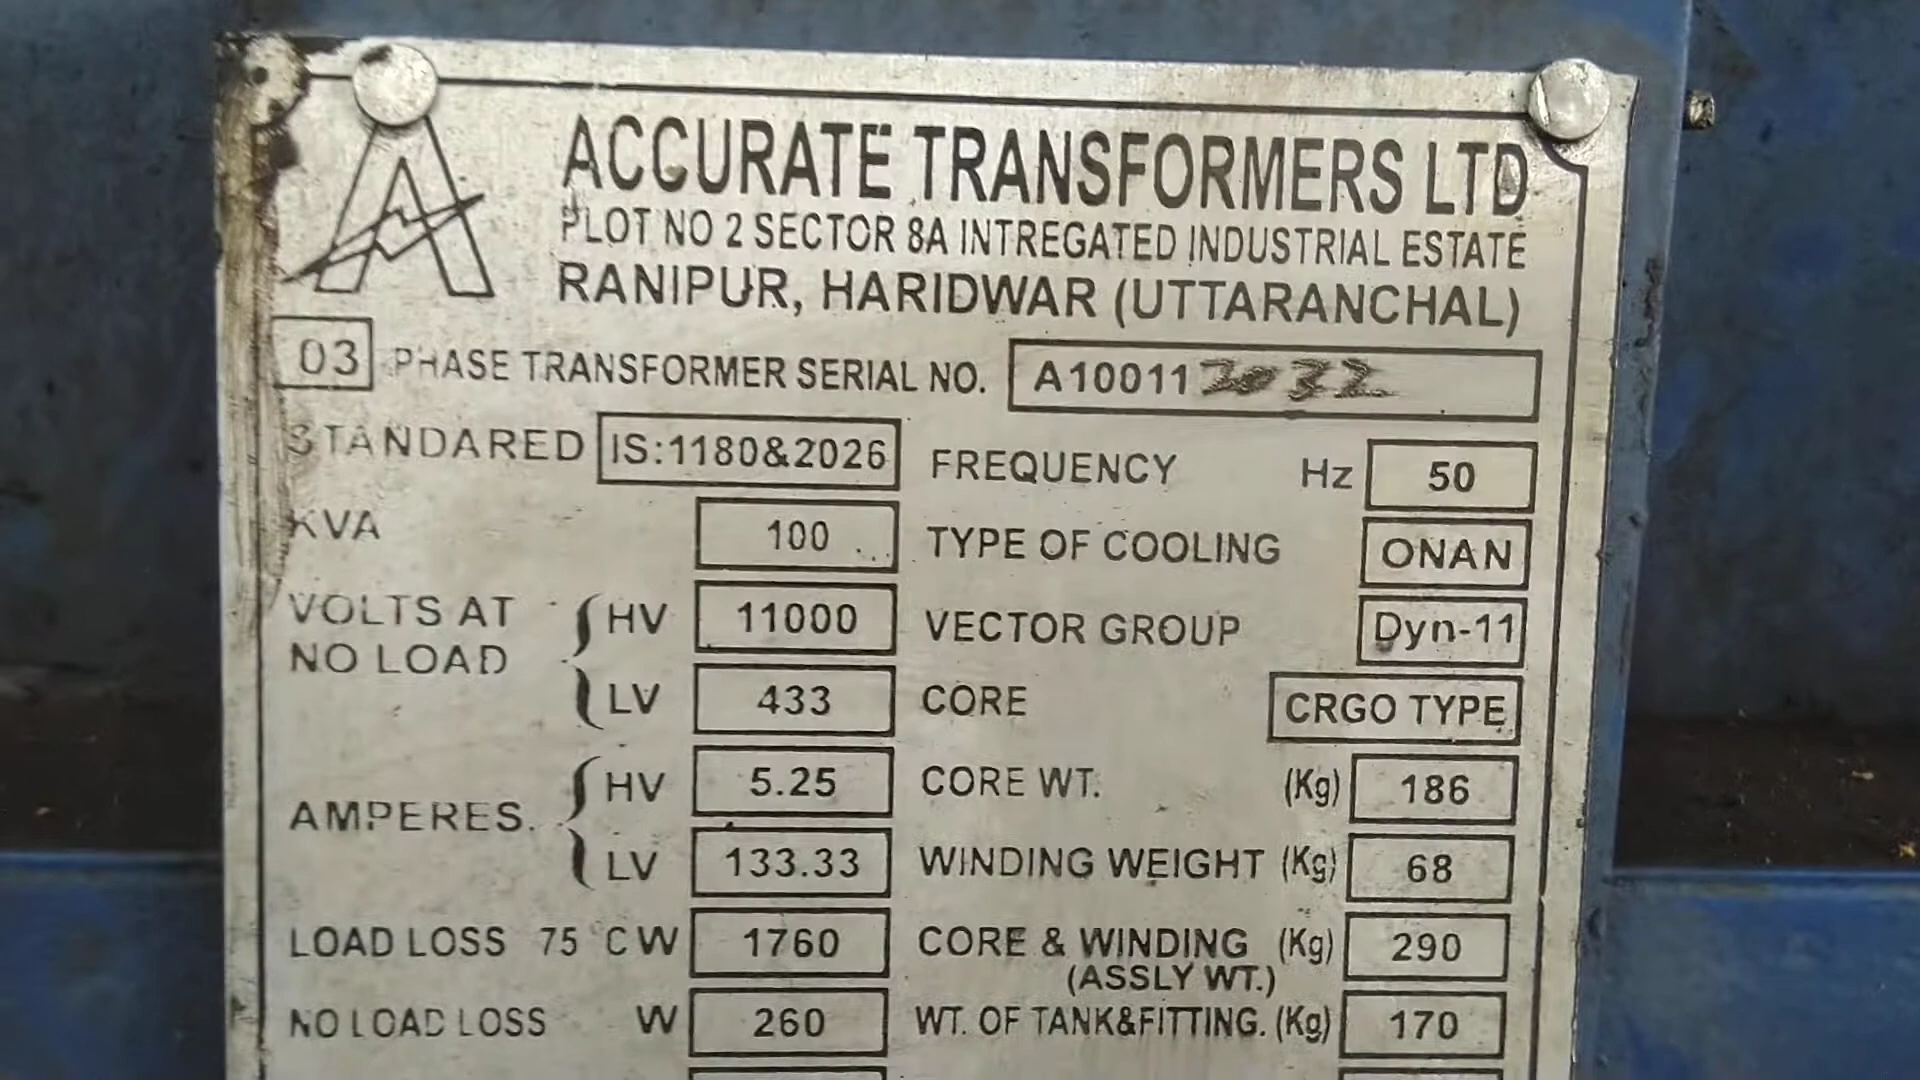 ACCURATE TRANSFORMERS LTD
PLOT NO 2 SECTOR 8A INTREGATED INDUSTRIAL ESTATE
RANIPUR, HARIDWAR (UTTARANCHAL)
03 PHASE TRANSFORMER SERIAL NO. A10011
STANDARED IS:1180&2026 FREQUENCY Hz 50
KVA 100 TYPE OF COOLING ONAN
VOLTS AT NO LOAD HV 11000 VECTOR GROUP Dyn-11
LV 433 CORE CRGO TYPE
AMPERES. HV 5.25 CORE WT. (Kg) 186
LV 133.33 WINDING WEIGHT (Kg) 68
LOAD LOSS 75 °C W 1760 CORE & WINDING (Kg) 290
(ASSLY WT.)
NO LOAD LOSS W 260 WT. OF TANK&FITTING. (Kg) 170